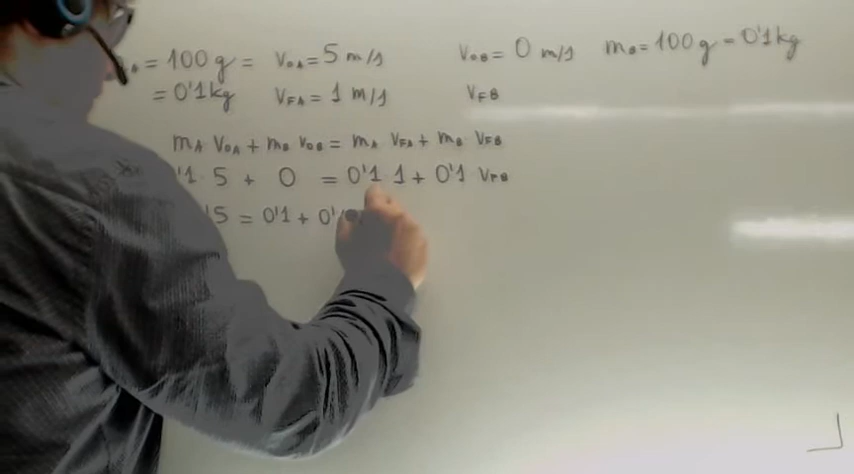 = 100 g = V₀A = 5 m/s V₀B = 0 m/s mB = 100 g = 0'1 kg
= 0'1 kg VFA = 1 m/s VFB
mA V₀A + mB V₀B = mA VFA + mB VFB
'1 · 5 + 0 = 0'1 1 + 0'1 VFB
'5 = 0'1 + 0'1